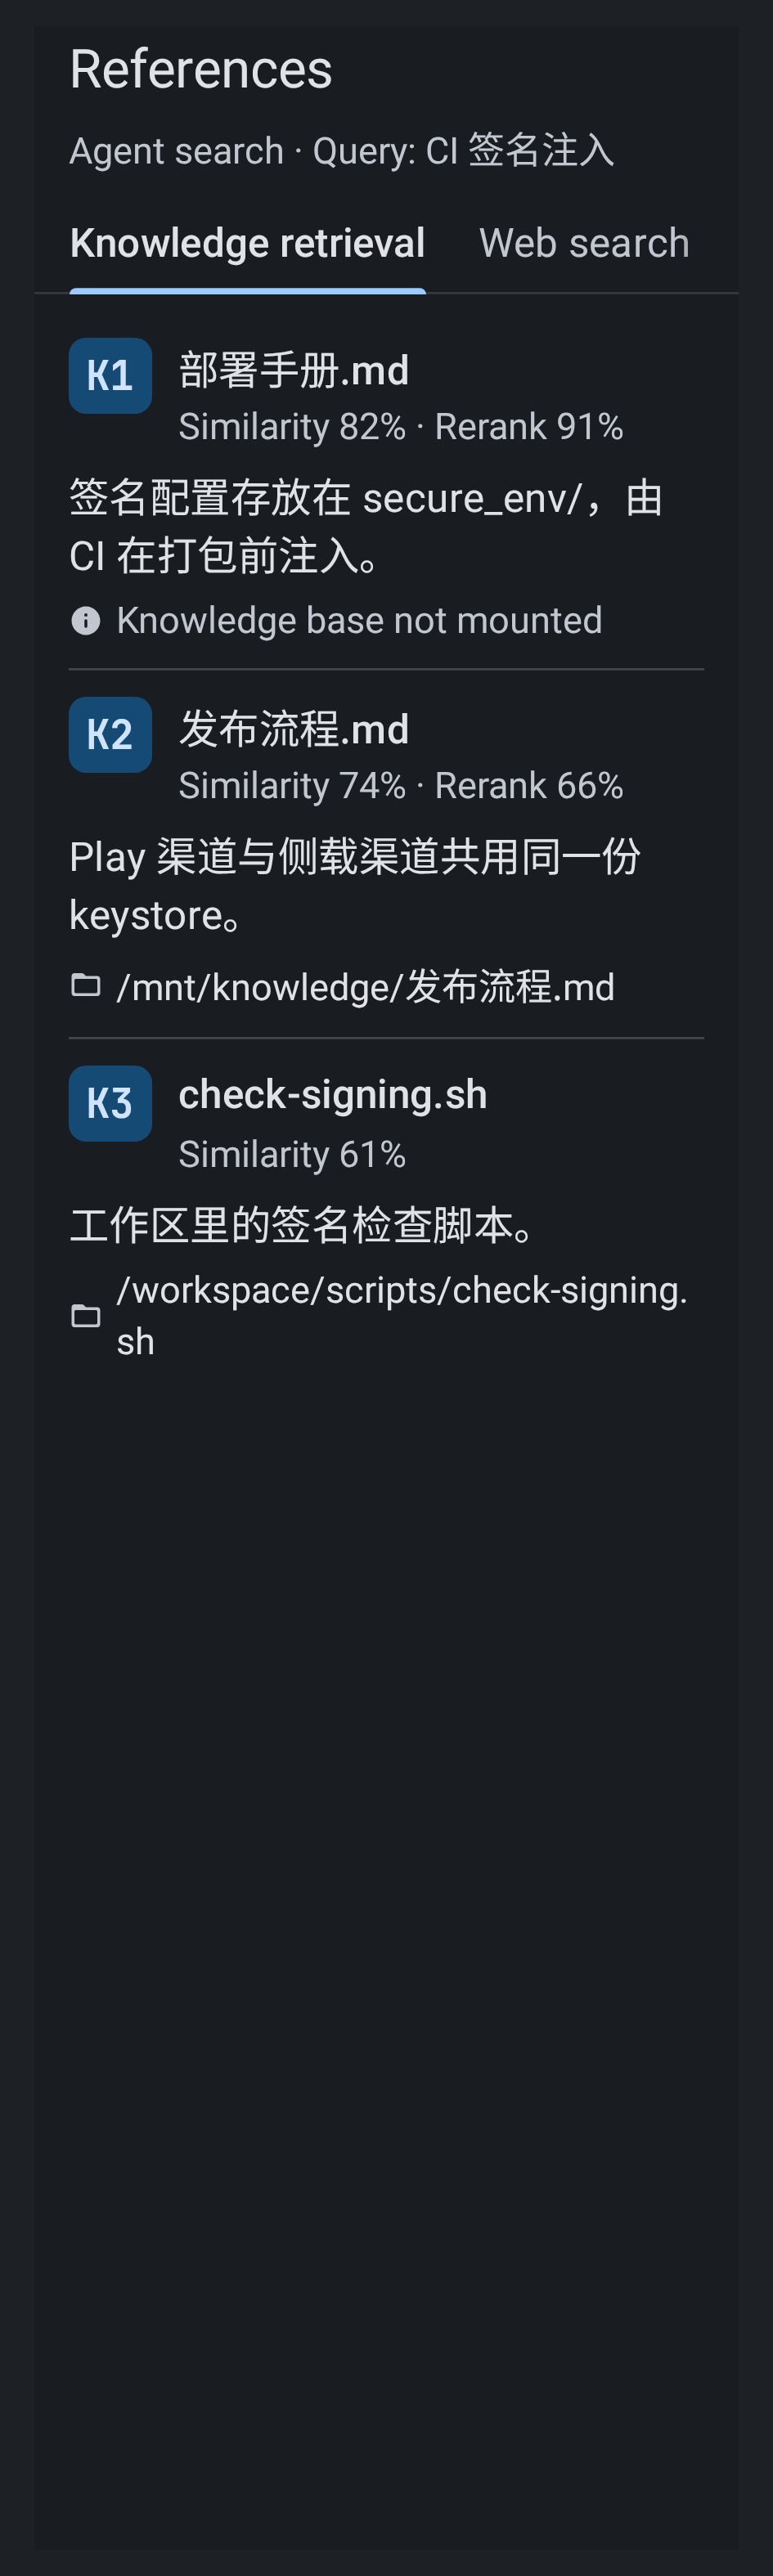 References
Agent search · Query: CI 签名注入
Knowledge retrieval Web search
K1 部署手册.md
Similarity 82% · Rerank 91%
签名配置存放在 secure_env/，由
CI 在打包前注入。
Knowledge base not mounted
K2 发布流程.md
Similarity 74% · Rerank 66%
Play 渠道与侧载渠道共用同一份
keystore。
/mnt/knowledge/发布流程.md
K3 check-signing.sh
Similarity 61%
工作区里的签名检查脚本。
/workspace/scripts/check-signing.
sh